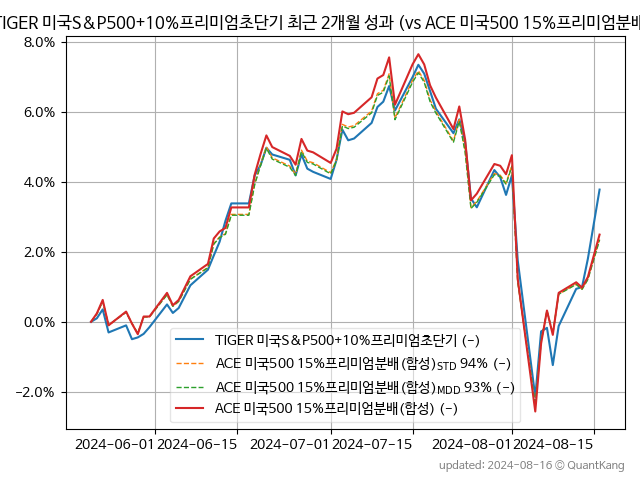 TIGER 미국S&P500+10%프리미엄초단기 최근 2개월 성과 (vs ACE 미국500 15%프리미엄분배
8.0%
6.0%
4.0%
2.0%
0.0%
−2.0%
TIGER 미국S&P500+10%프리미엄초단기 (-)
ACE 미국500 15%프리미엄분배(합성)STD 94% (-)
ACE 미국500 15%프리미엄분배(합성)MDD 93% (-)
ACE 미국500 15%프리미엄분배(합성) (-)
2024-06-01 2024-06-15 2024-07-01 2024-07-15 2024-08-01 2024-08-15
updated: 2024-08-16 © QuantKang